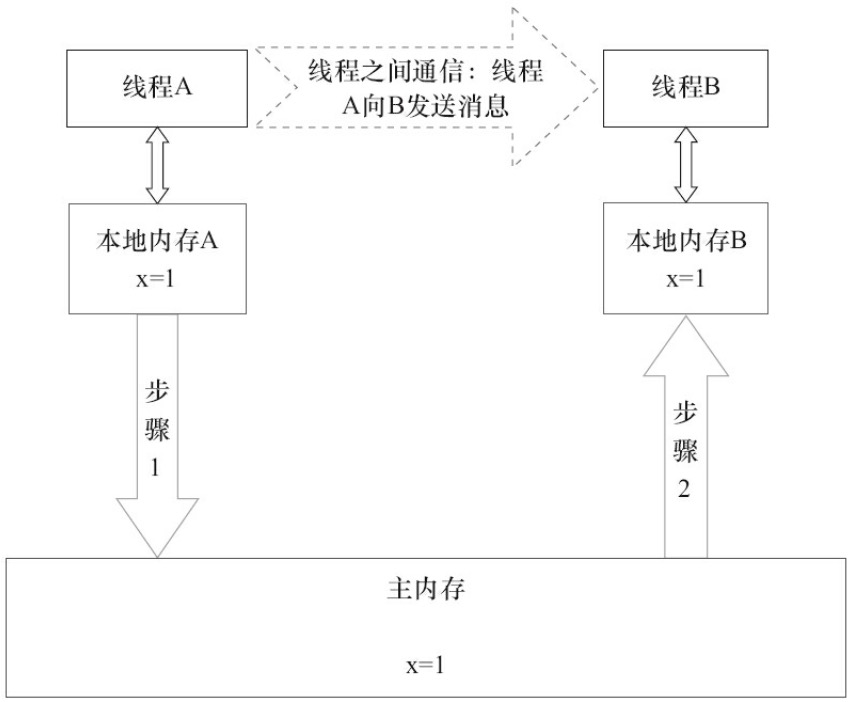 线程A
线程之间通信：线程
A向B发送消息
线程B
本地内存A
x=1
本地内存B
x=1
步
骤
1
步
骤
2
主内存
x=1